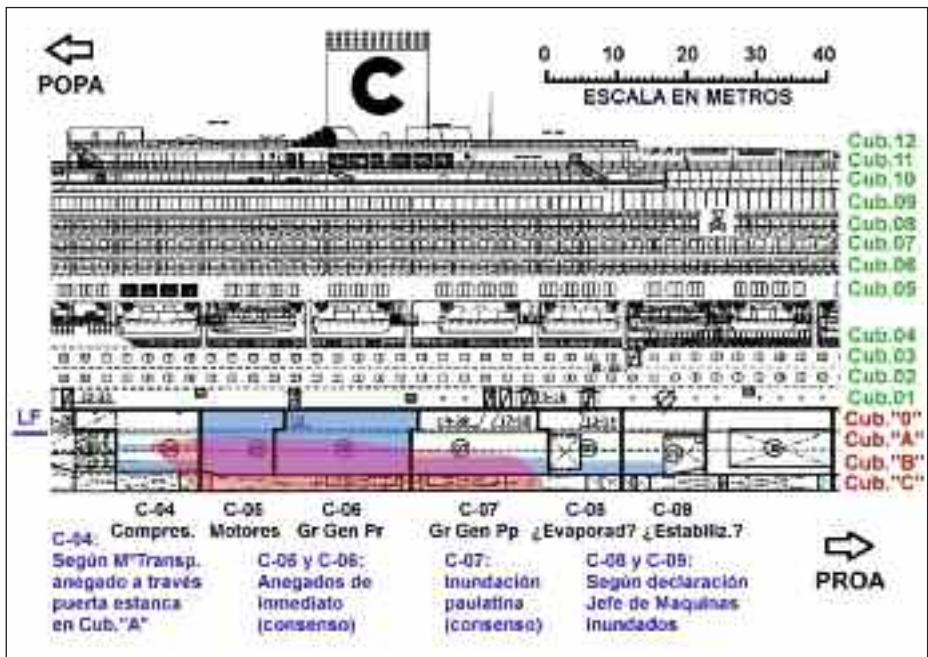 POPA
C
0 10 20 30 40
ESCALA EN METROS
Cub.12
Cub.11
Cub.10
Cub.09
Cub.08
Cub.07
Cub.06
Cub.05
Cub.04
Cub.03
Cub.02
Cub.01
LF
Cub."0"
Cub."A"
Cub."B"
Cub."C"
C-04 C-05 C-06 C-07 C-08 C-09
Compres. Motores Gr Gen Pr Gr Gen Pp ¿Evaporad? ¿Estabiliz.?
C-04:
Según MºTransp.
anegado a través
puerta estanca
en Cub."A"
C-05 y C-06:
Anegados de
inmediato
(consenso)
C-07:
Inundación
paulatina
(consenso)
C-08 y C-09:
Según declaración
Jefe de Maquinas
Inundados
PROA